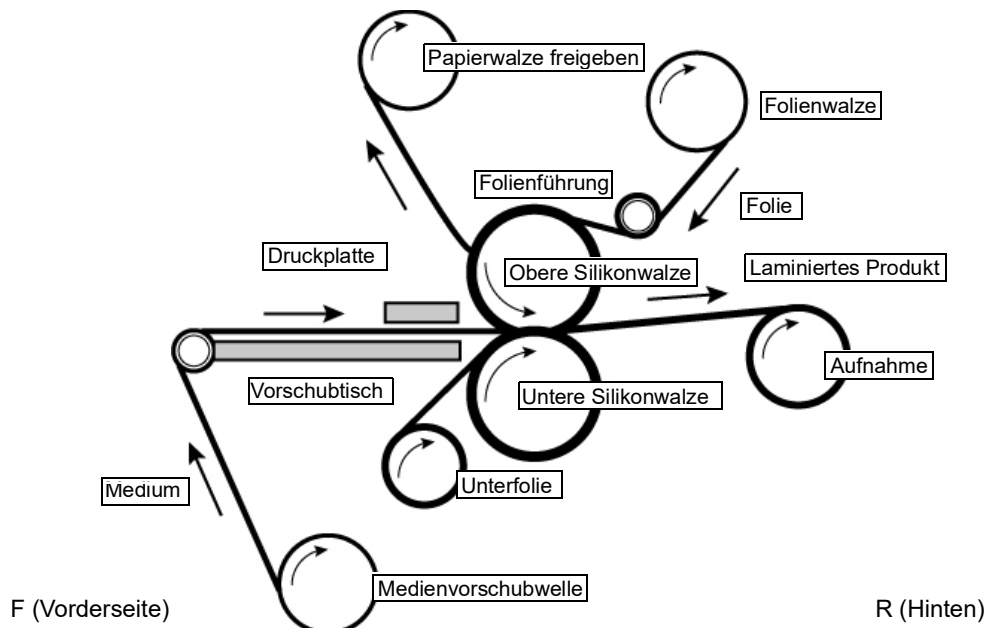 Papierwalze freigeben
Folienwalze
Folienführung
Folie
Druckplatte
Obere Silikonwalze
Laminiertes Produkt
Vorschubtisch
Untere Silikonwalze
Aufnahme
Medium
Unterfolie
Medienvorschubwelle
F (Vorderseite)
R (Hinten)